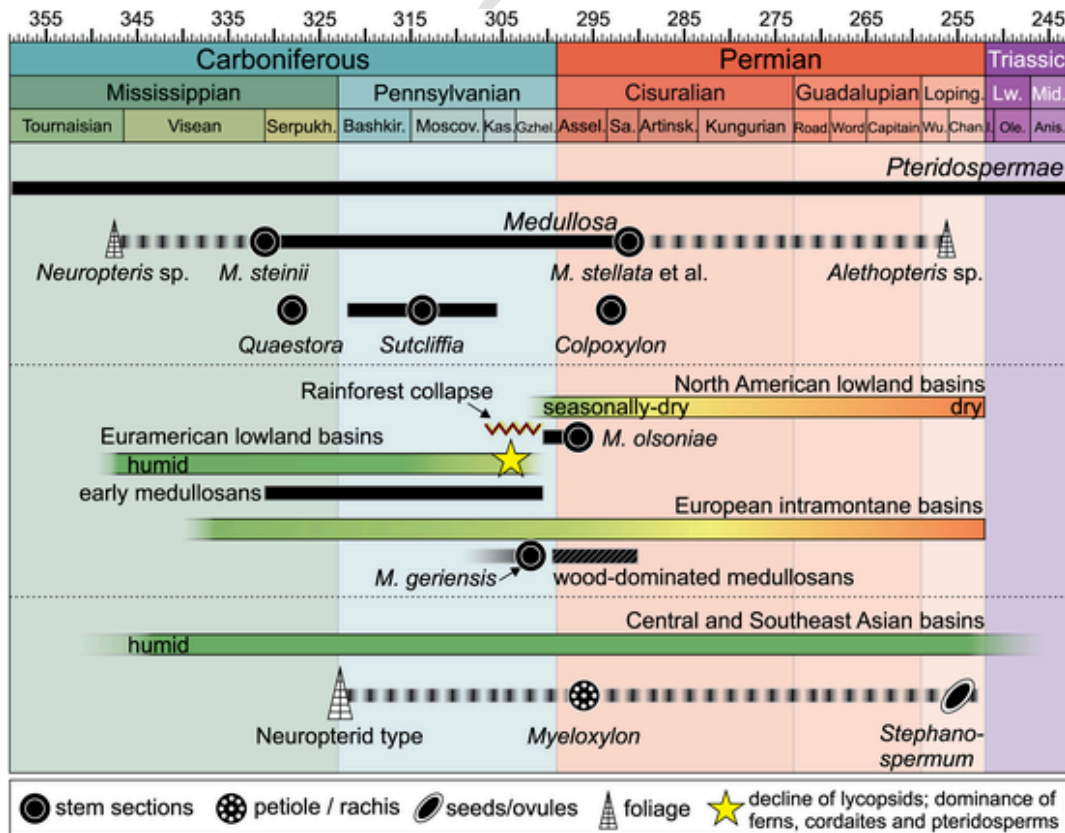 355 345 335 325 315 305 295 285 275 265 255 245
Carboniferous Permian Triassic
Mississippian Pennsylvanian Cisuralian Guadalupian Loping. Lw. Mid.
Tournaisian Visean Serpukh. Bashkir. Moscov. Kas. Gzhel. Assel. Sa. Artinsk. Kungurian Road Word Capitain Wu. Chan. I. Ole. Anis.
Pteridospermae
Medullosa
Neuropteris sp. M. steinii M. stellata et al. Alethopteris sp.
Quaestora Sutcliffia Colpoxylon
North American lowland basins
Rainforest collapse
seasonally-dry dry
Euramerican lowland basins
M. olsoniae
humid
early medullosans
European intramontane basins
M. geriensis
wood-dominated medullosans
Central and Southeast Asian basins
humid
Neuropterid type Myeloxylon Stephano-
spermum
stem sections petiole / rachis seeds/ovules foliage decline of lycopsids; dominance of
ferns, cordaites and pteridosperms